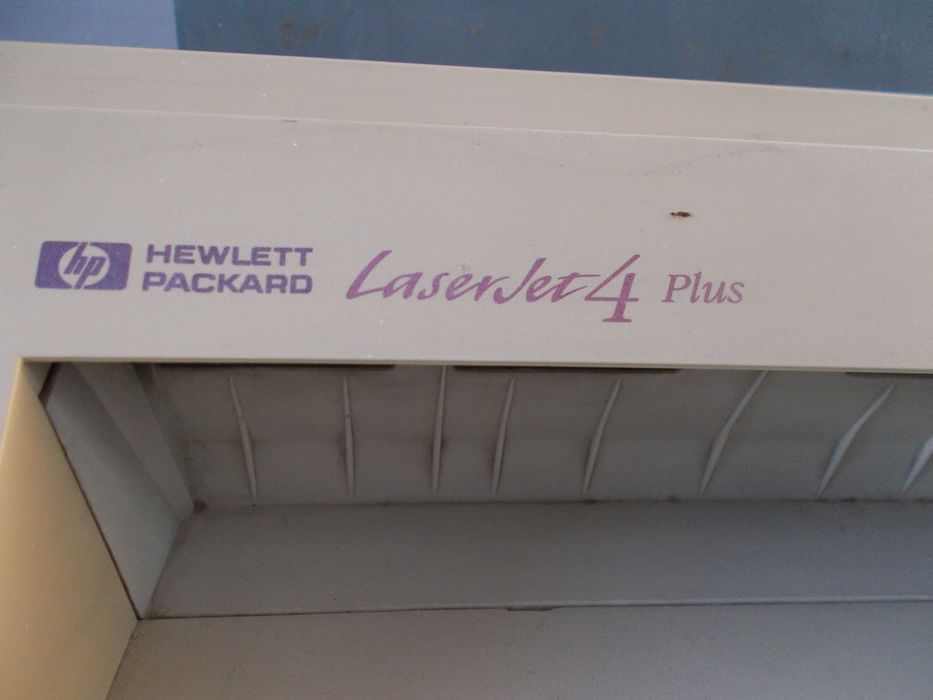 hp HEWLETT
PACKARD
LaserJet 4 Plus